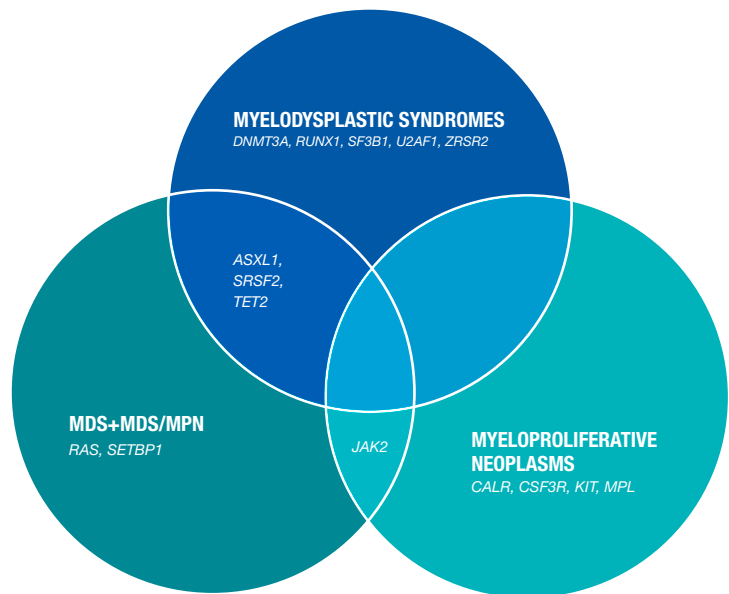 MYELODYSPLASTIC SYNDROMES
DNMT3A, RUNX1, SF3B1, U2AF1, ZRSR2
ASXL1,
SRSF2,
TET2
MDS+MDS/MPN
RAS, SETBP1
JAK2
MYELOPROLIFERATIVE
NEOPLASMS
CALR, CSF3R, KIT, MPL